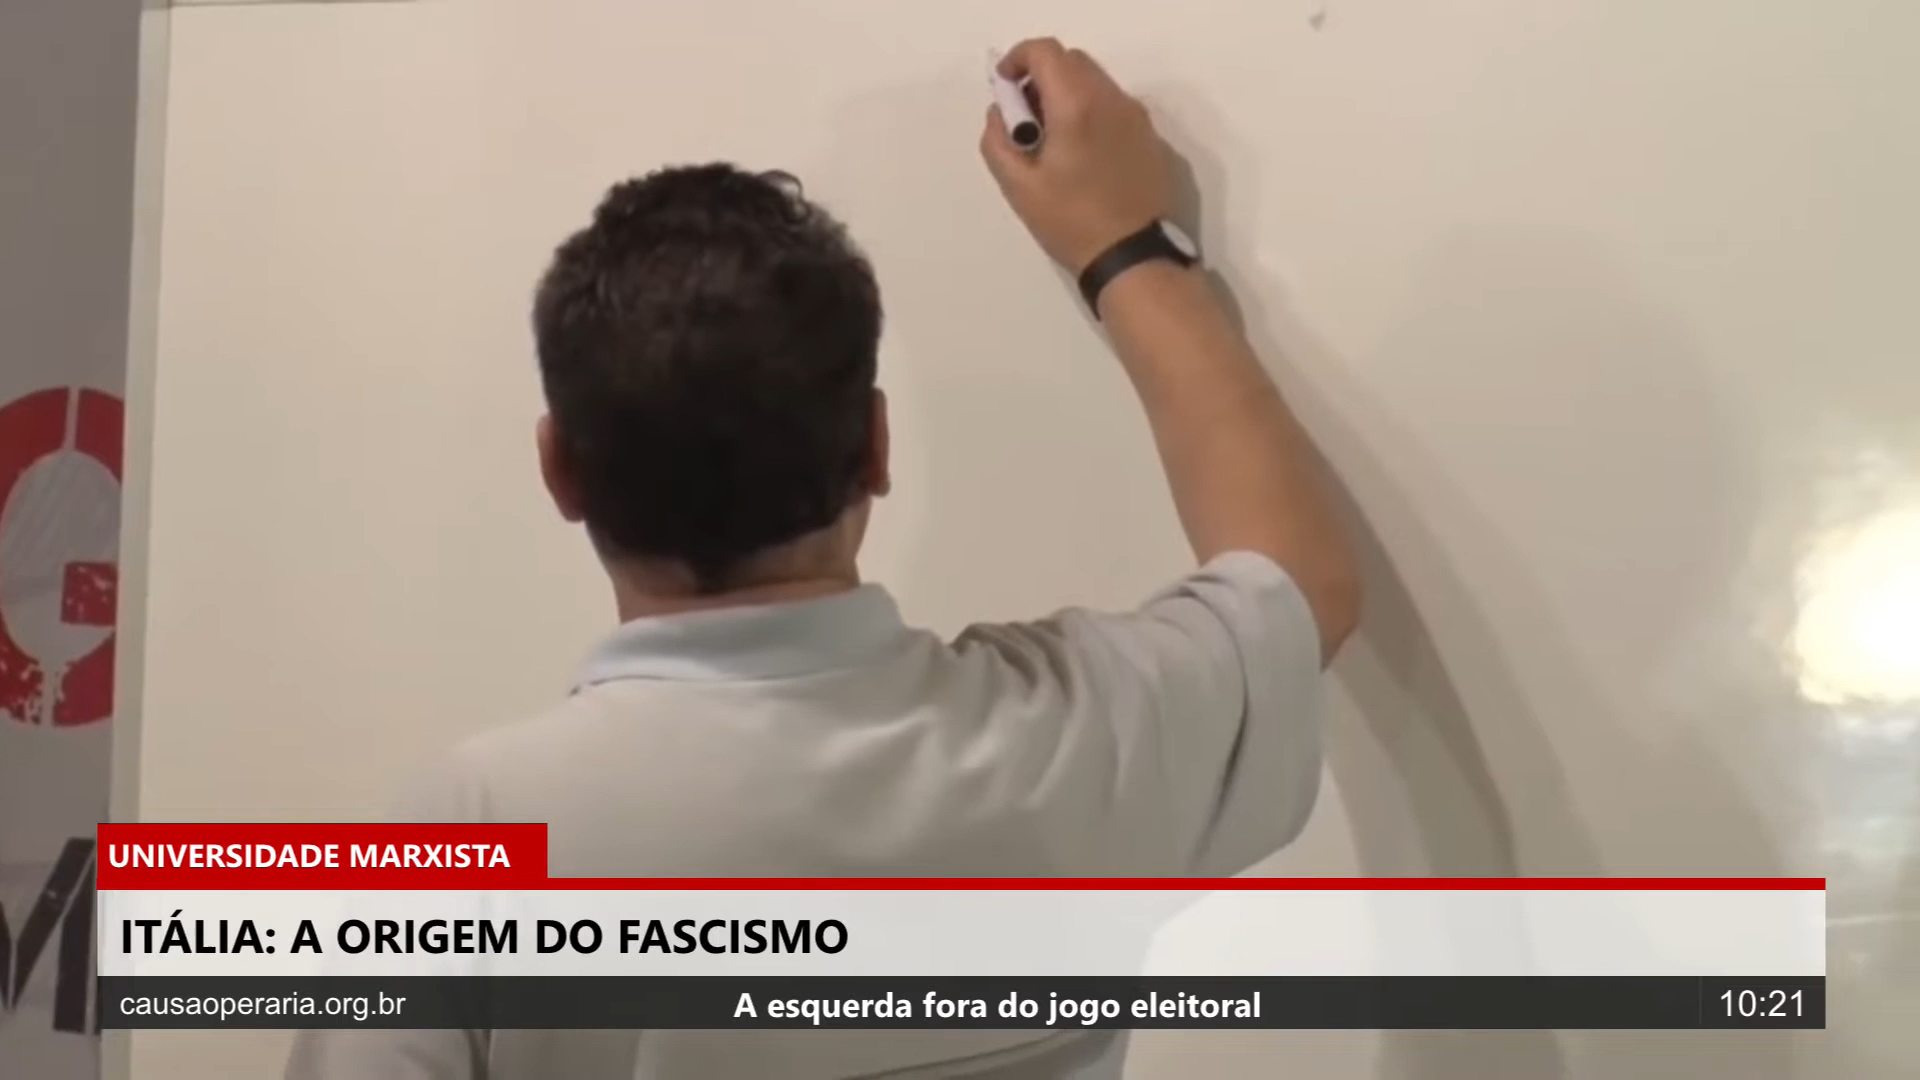 G
M
UNIVERSIDADE MARXISTA
ITÁLIA: A ORIGEM DO FASCISMO
causaoperaria.org.br
A esquerda fora do jogo eleitoral
10:21